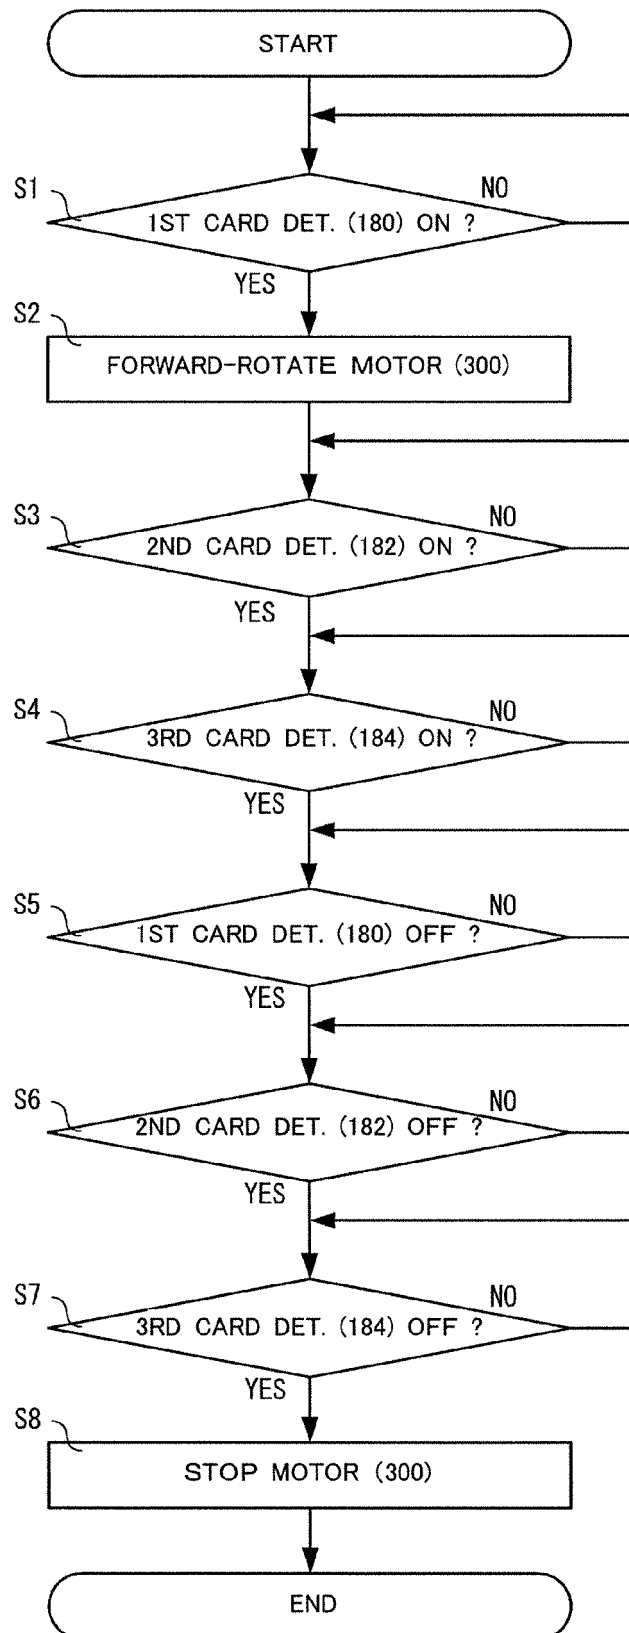 START
S1
NO
1ST CARD DET. (180) ON ?
YES
S2
FORWARD-ROTATE MOTOR (300)
S3
NO
2ND CARD DET. (182) ON ?
YES
S4
NO
3RD CARD DET. (184) ON ?
YES
S5
NO
1ST CARD DET. (180) OFF ?
YES
S6
NO
2ND CARD DET. (182) OFF ?
YES
S7
NO
3RD CARD DET. (184) OFF ?
YES
S8
STOP MOTOR (300)
END